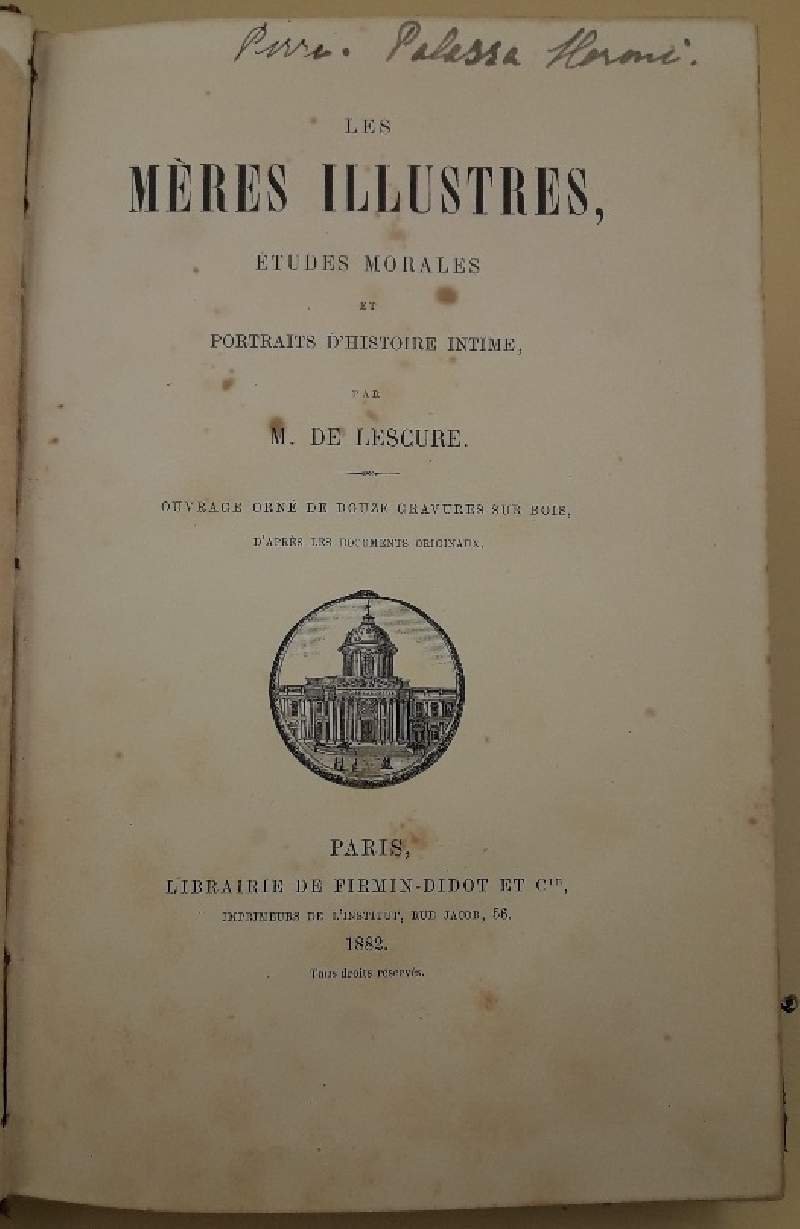 Palassa
LES
MÈRES ILLUSTRES,
ÉTUDES MORALES
ET
PORTRAITS D'HISTOIRE INTIME,
PAR
M. DE LESCURE.
OUVRAGE ORNÉ DE DOUZE GRAVURES SUR BOIS,
D'APRÈS LES DOCUMENTS ORIGINAUX.
PARIS,
LIBRAIRIE DE FIRMIN-DIDOT ET Cie,
IMPRIMEURS DE L'INSTITUT, RUE JACOB, 56.
1882.
Tous droits réservés.